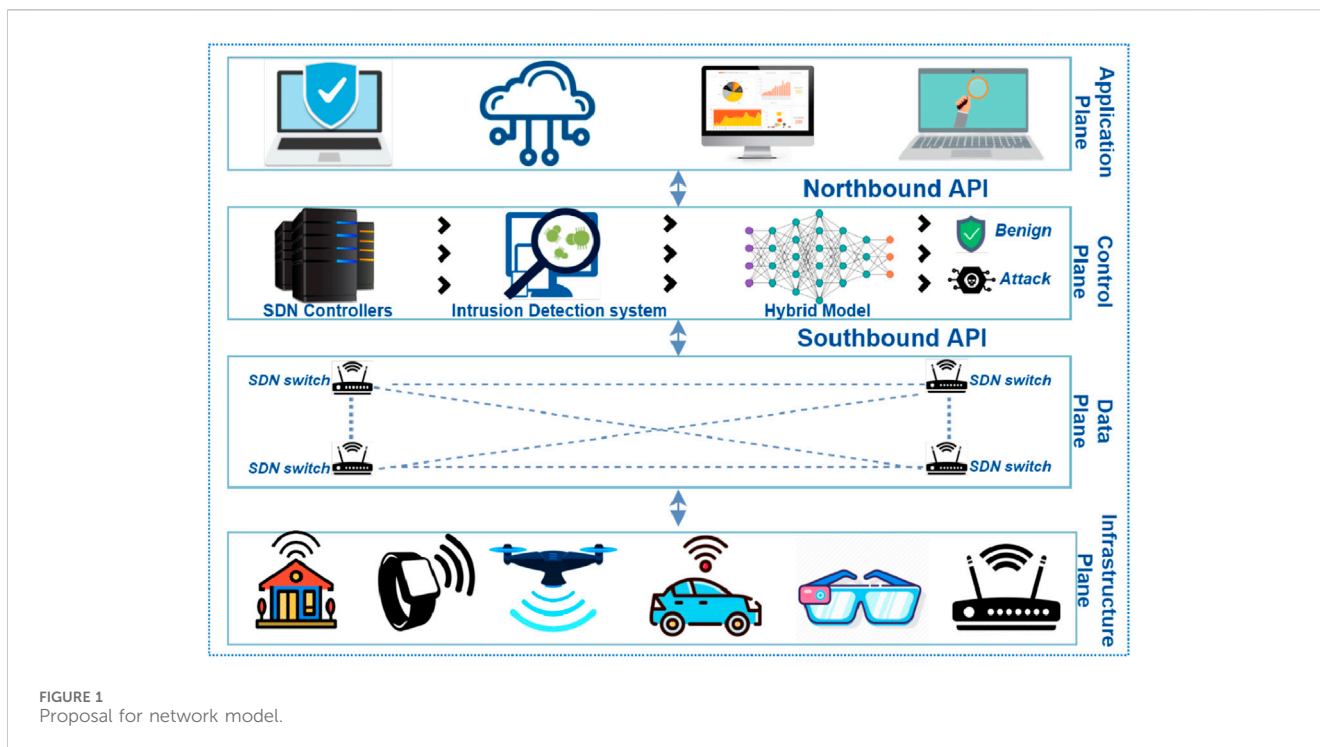 Application
Plane
Northbound API
Benign
Attack
SDN Controllers
Intrusion Detection system
Hybrid Model
Control
Plane
Southbound API
SDN switch
SDN switch
SDN switch
SDN switch
Data
Plane
Infrastructure
Plane
FIGURE 1
Proposal for network model.